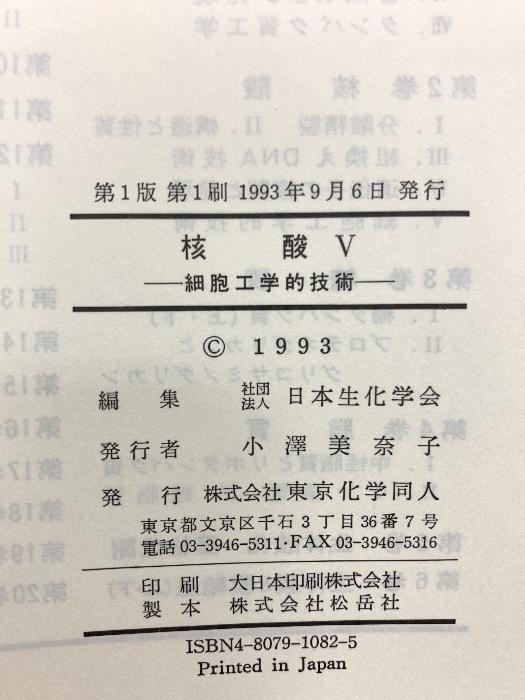 第1版 第1刷 1993年9月6日 発行
核 酸 V
——細胞工学的技術——
© 1993
編 集 社団法人 日本生化学会
発行者 小 澤 美 奈 子
発 行 株式会社 東京化学同人
東京都文京区千石3丁目36番7号
電話 03-3946-5311・FAX 03-3946-5316
印 刷 大日本印刷株式会社
製 本 株式会社 松岳社
ISBN4-8079-1082-5
Printed in Japan